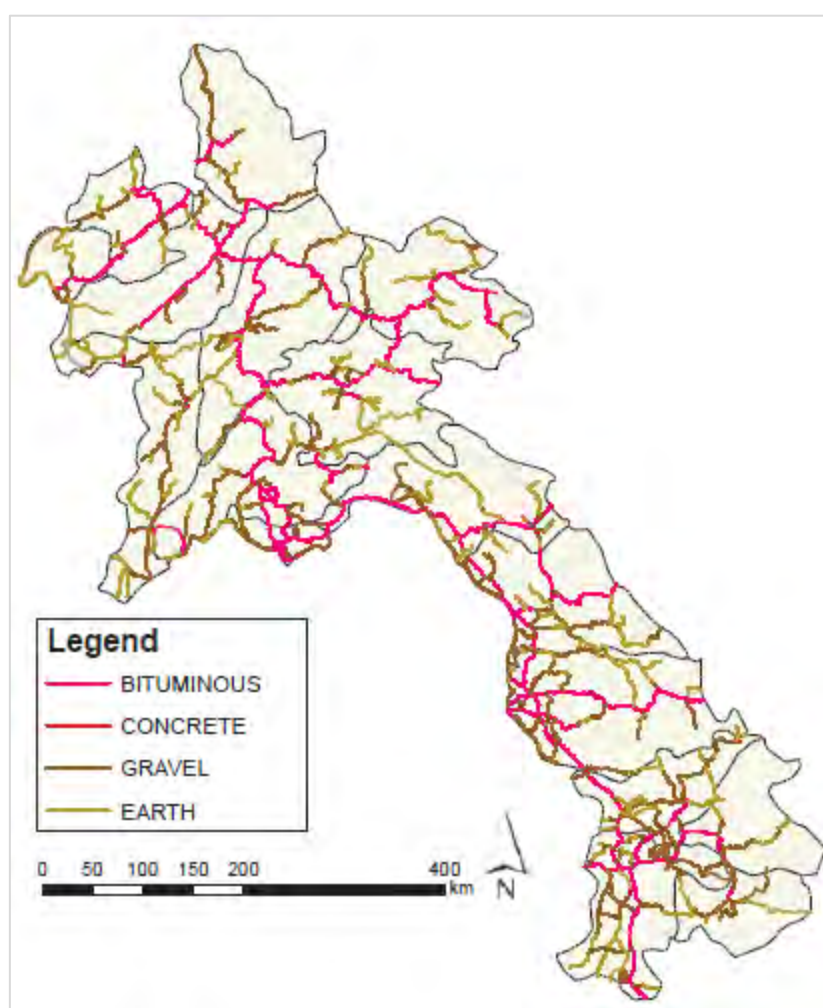 Legend
BITUMINOUS
CONCRETE
GRAVEL
EARTH
0 50 100 150 200 400
km
N